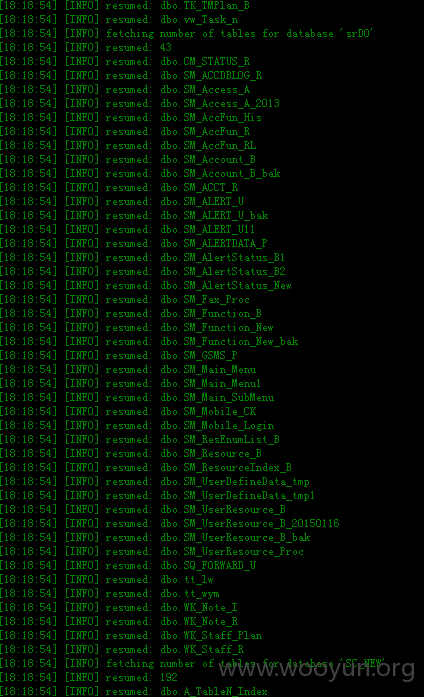 [18:18:54] [INFO] resumed: dbo.TK_TMPlan_B
[18:18:54] [INFO] resumed: dbo.vw_Task_n
[18:18:54] [INFO] fetching number of tables for database 'srDO'
[18:18:54] [INFO] resumed: 43
[18:18:54] [INFO] resumed: dbo.CM_STATUS_R
[18:18:54] [INFO] resumed: dbo.SM_ACCDBLOG_R
[18:18:54] [INFO] resumed: dbo.SM_Access_A
[18:18:54] [INFO] resumed: dbo.SM_Access_A_2013
[18:18:54] [INFO] resumed: dbo.SM_AccFun_His
[18:18:54] [INFO] resumed: dbo.SM_AccFun_R
[18:18:54] [INFO] resumed: dbo.SM_AccFun_RL
[18:18:54] [INFO] resumed: dbo.SM_Account_B
[18:18:54] [INFO] resumed: dbo.SM_Account_B_bak
[18:18:54] [INFO] resumed: dbo.SM_ACCT_R
[18:18:54] [INFO] resumed: dbo.SM_ALERT_U
[18:18:54] [INFO] resumed: dbo.SM_ALERT_U_bak
[18:18:54] [INFO] resumed: dbo.SM_ALERT_U11
[18:18:54] [INFO] resumed: dbo.SM_ALERTDATA_P
[18:18:54] [INFO] resumed: dbo.SM_AlertStatus_B1
[18:18:54] [INFO] resumed: dbo.SM_AlertStatus_B2
[18:18:54] [INFO] resumed: dbo.SM_AlertStatus_New
[18:18:54] [INFO] resumed: dbo.SM_Fax_Proc
[18:18:54] [INFO] resumed: dbo.SM_Function_B
[18:18:54] [INFO] resumed: dbo.SM_Function_New
[18:18:54] [INFO] resumed: dbo.SM_Function_New_bak
[18:18:54] [INFO] resumed: dbo.SM_GSMS_P
[18:18:54] [INFO] resumed: dbo.SM_Main_Menu
[18:18:54] [INFO] resumed: dbo.SM_Main_Menu1
[18:18:54] [INFO] resumed: dbo.SM_Main_SubMenu
[18:18:54] [INFO] resumed: dbo.SM_Mobile_CK
[18:18:54] [INFO] resumed: dbo.SM_Mobile_Login
[18:18:54] [INFO] resumed: dbo.SM_ResEnumList_B
[18:18:54] [INFO] resumed: dbo.SM_Resource_B
[18:18:54] [INFO] resumed: dbo.SM_ResourceIndex_B
[18:18:54] [INFO] resumed: dbo.SM_UserDefineData_tmp
[18:18:54] [INFO] resumed: dbo.SM_UserDefineData_tmp1
[18:18:54] [INFO] resumed: dbo.SM_UserResource_B
[18:18:54] [INFO] resumed: dbo.SM_UserResource_B_20150116
[18:18:54] [INFO] resumed: dbo.SM_UserResource_B_bak
[18:18:54] [INFO] resumed: dbo.SM_UserResource_Proc
[18:18:54] [INFO] resumed: dbo.SQ_FORWARD_U
[18:18:54] [INFO] resumed: dbo.tt_lw
[18:18:54] [INFO] resumed: dbo.tt_wym
[18:18:54] [INFO] resumed: dbo.WK_Note_I
[18:18:54] [INFO] resumed: dbo.WK_Note_R
[18:18:54] [INFO] resumed: dbo.WK_Staff_Plan
[18:18:54] [INFO] resumed: dbo.WK_Staff_R
[18:18:54] [INFO] fetching number of tables for database 'SC_NEW'
[18:18:54] [INFO] resumed: 192
[18:18:54] [INFO] resumed: dbo.A_TableN_Index
www.wooyun.org